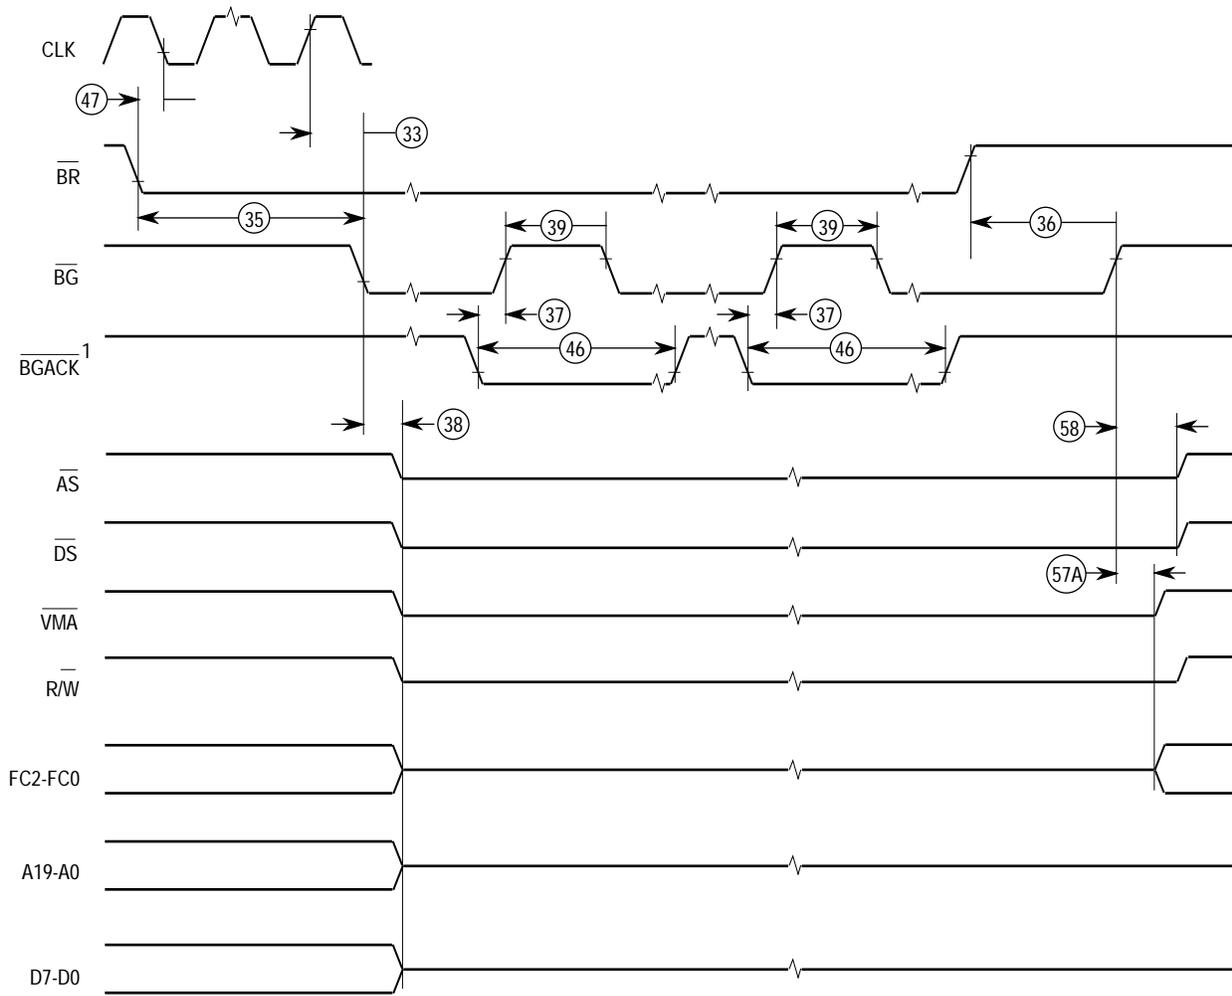 CLK
47
33
BR
35
39
39
36
BG
37
37
BGACK1
46
46
38
58
AS
DS
57A
VMA
R/W
FC2-FC0
A19-A0
D7-D0